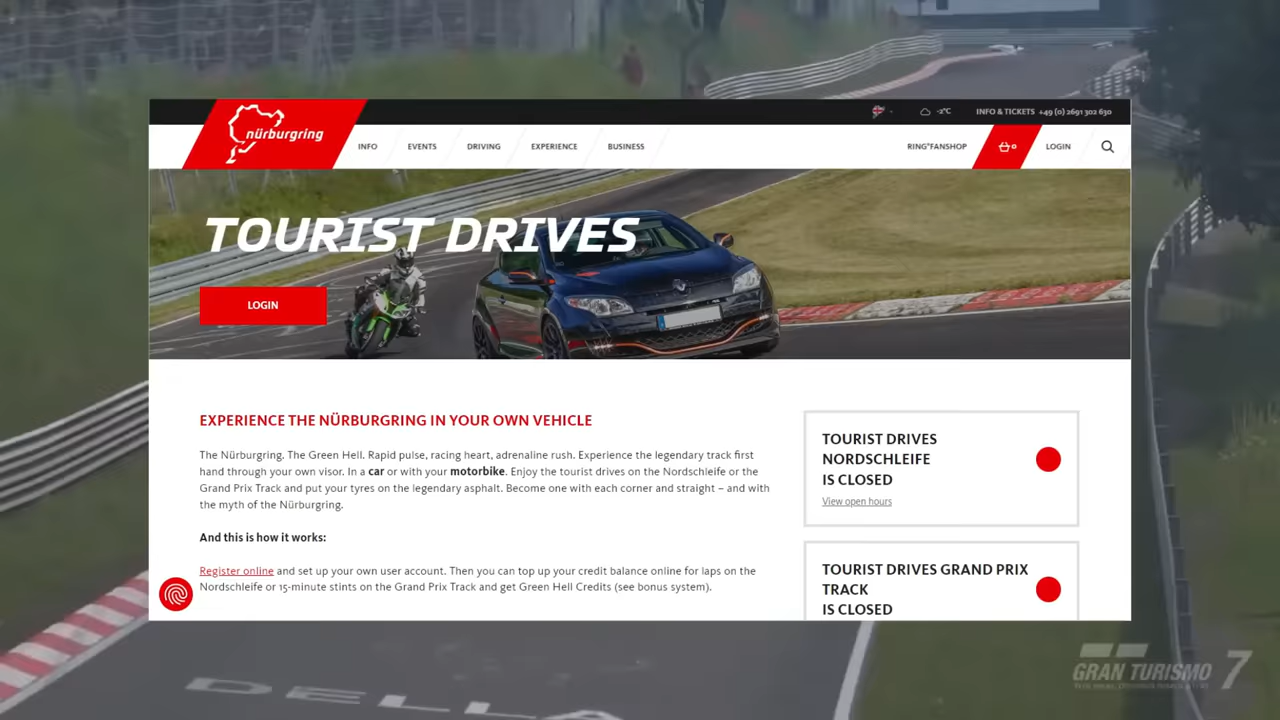 -2°C
INFO & TICKETS +49 (0) 2691 302 630
nürburgring
INFO
EVENTS
DRIVING
EXPERIENCE
BUSINESS
RING°FANSHOP
0
LOGIN
TOURIST DRIVES
LOGIN
EXPERIENCE THE NÜRBURGRING IN YOUR OWN VEHICLE
The Nürburgring. The Green Hell. Rapid pulse, racing heart, adrenaline rush. Experience the legendary track first
hand through your own visor. In a car or with your motorbike. Enjoy the tourist drives on the Nordschleife or the
Grand Prix Track and put your tyres on the legendary asphalt. Become one with each corner and straight – and with
the myth of the Nürburgring.
And this is how it works:
Register online and set up your own user account. Then you can top up your credit balance online for laps on the
Nordschleife or 15-minute stints on the Grand Prix Track and get Green Hell Credits (see bonus system).
TOURIST DRIVES
NORDSCHLEIFE
IS CLOSED
View open hours
TOURIST DRIVES GRAND PRIX
TRACK
IS CLOSED
GRAN TURISMO 7